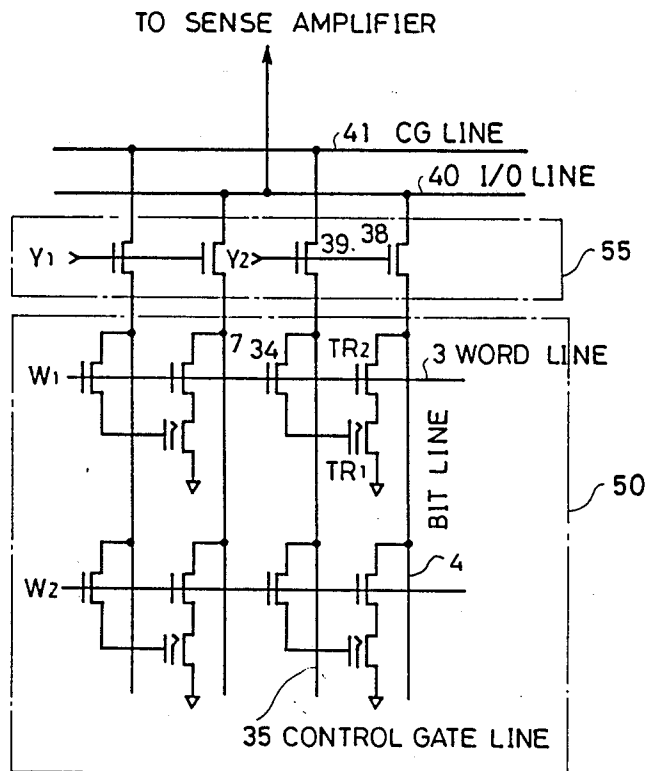 TO SENSE AMPLIFIER
41 CG LINE
40 I/O LINE
Y1 Y2 39. 38
55
7 34 TR2
W1 3 WORD LINE
TR1
BIT LINE
50
W2 4
35 CONTROL GATE LINE